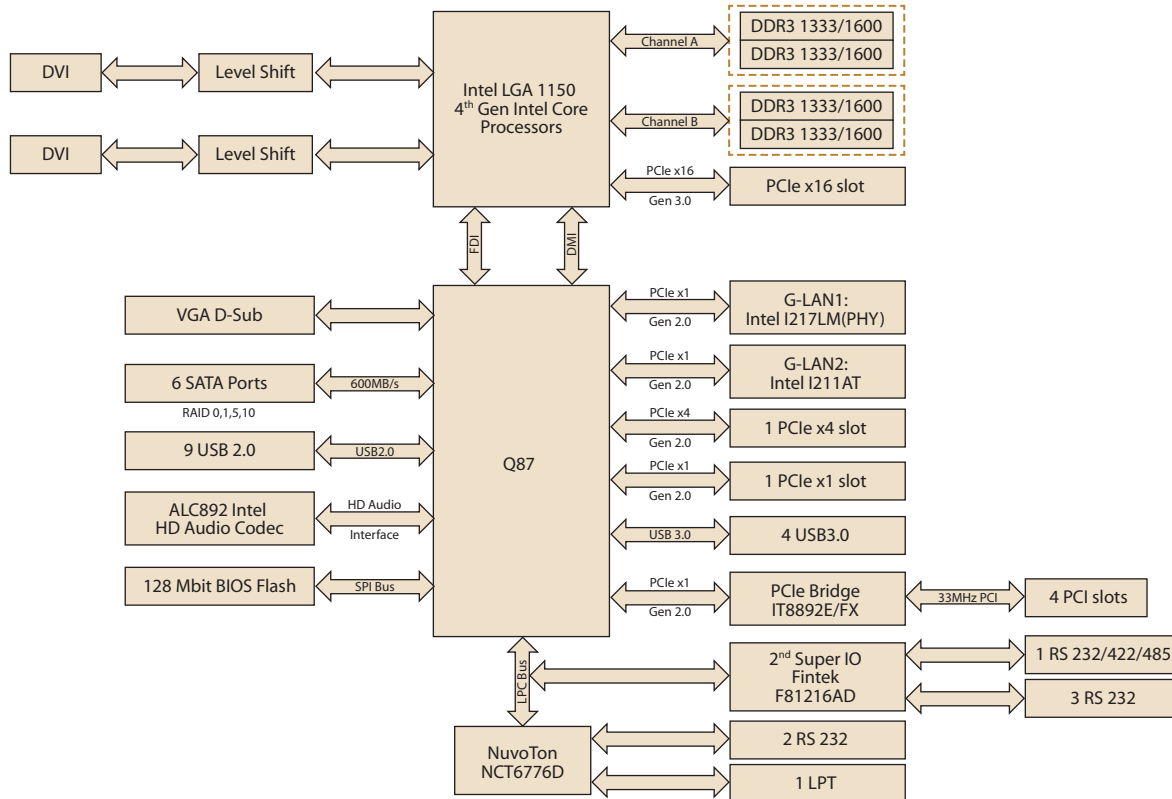 DVI
Level Shift
DVI
Level Shift
Intel LGA 1150
4th Gen Intel Core
Processors
Channel A
DDR3 1333/1600
DDR3 1333/1600
Channel B
DDR3 1333/1600
DDR3 1333/1600
PCIe x16
Gen 3.0
PCIe x16 slot
FDI
DMI
VGA D-Sub
6 SATA Ports
600MB/s
RAID 0,1,5,10
9 USB 2.0
USB2.0
ALC892 Intel
HD Audio Codec
HD Audio
Interface
128 Mbit BIOS Flash
SPI Bus
Q87
PCIe x1
Gen 2.0
G-LAN1:
Intel I217LM(PHY)
PCIe x1
Gen 2.0
G-LAN2:
Intel I211AT
PCIe x4
Gen 2.0
1 PCIe x4 slot
PCIe x1
Gen 2.0
1 PCIe x1 slot
USB 3.0
4 USB3.0
PCIe x1
Gen 2.0
PCIe Bridge
IT8892E/FX
33MHz PCI
4 PCI slots
LPC Bus
2nd Super IO
Fintek
F81216AD
1 RS 232/422/485
3 RS 232
NuvoTon
NCT6776D
2 RS 232
1 LPT